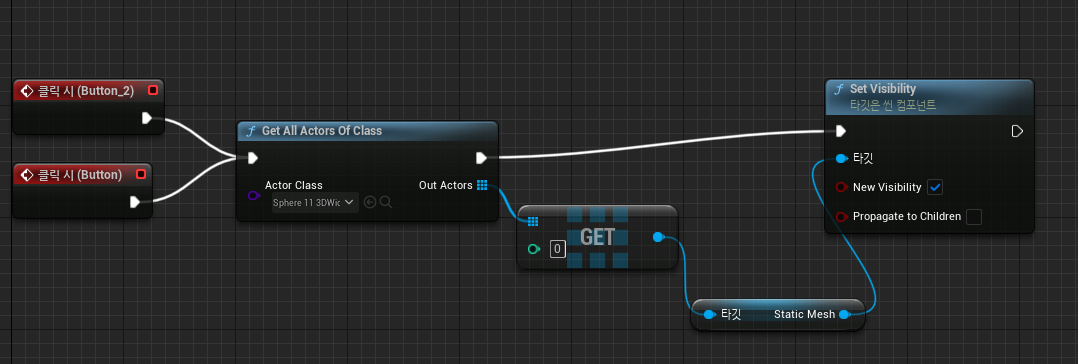 클릭 시 (Button_2)
클릭 시 (Button)
f Get All Actors Of Class
Actor Class
Sphere 11 3DWic
Out Actors
GET
0
타깃
Static Mesh
f Set Visibility
타깃은 씬 컴포넌트
타깃
New Visibility
Propagate to Children